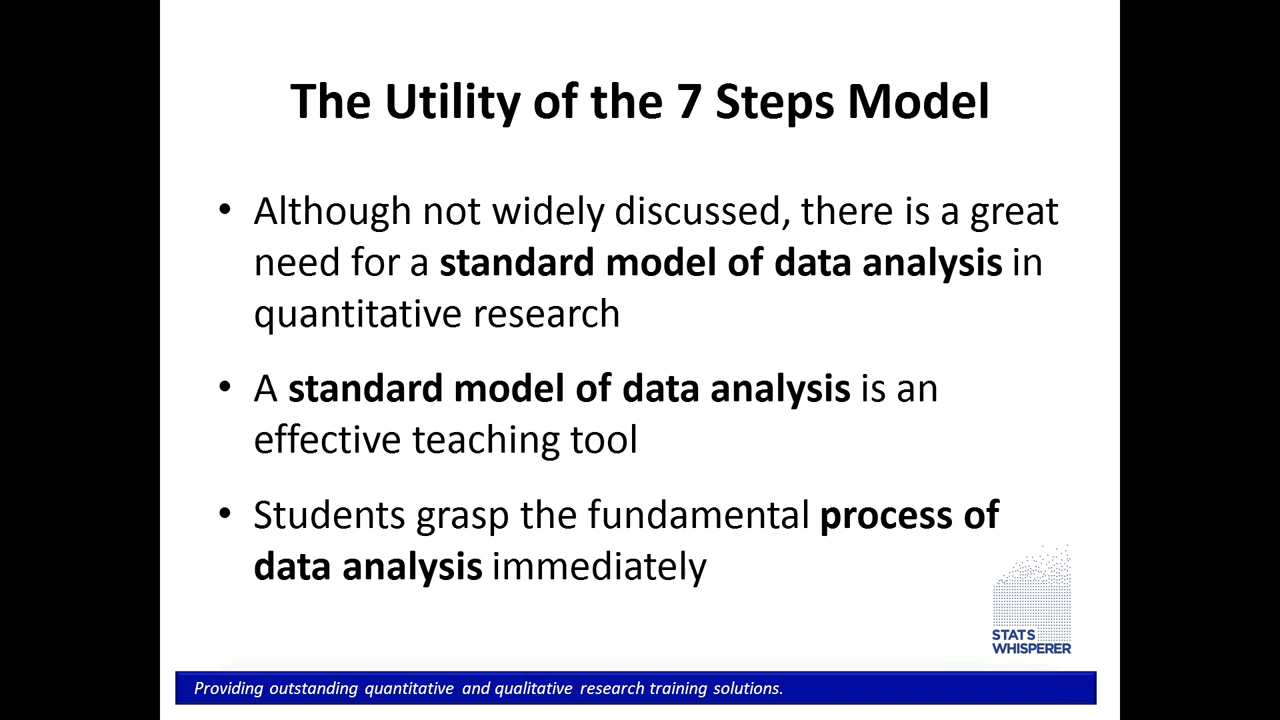 The Utility of the 7 Steps Model
• Although not widely discussed, there is a great
need for a standard model of data analysis in
quantitative research
• A standard model of data analysis is an
effective teaching tool
• Students grasp the fundamental process of
data analysis immediately
STATS
WHISPERER
Providing outstanding quantitative and qualitative research training solutions.